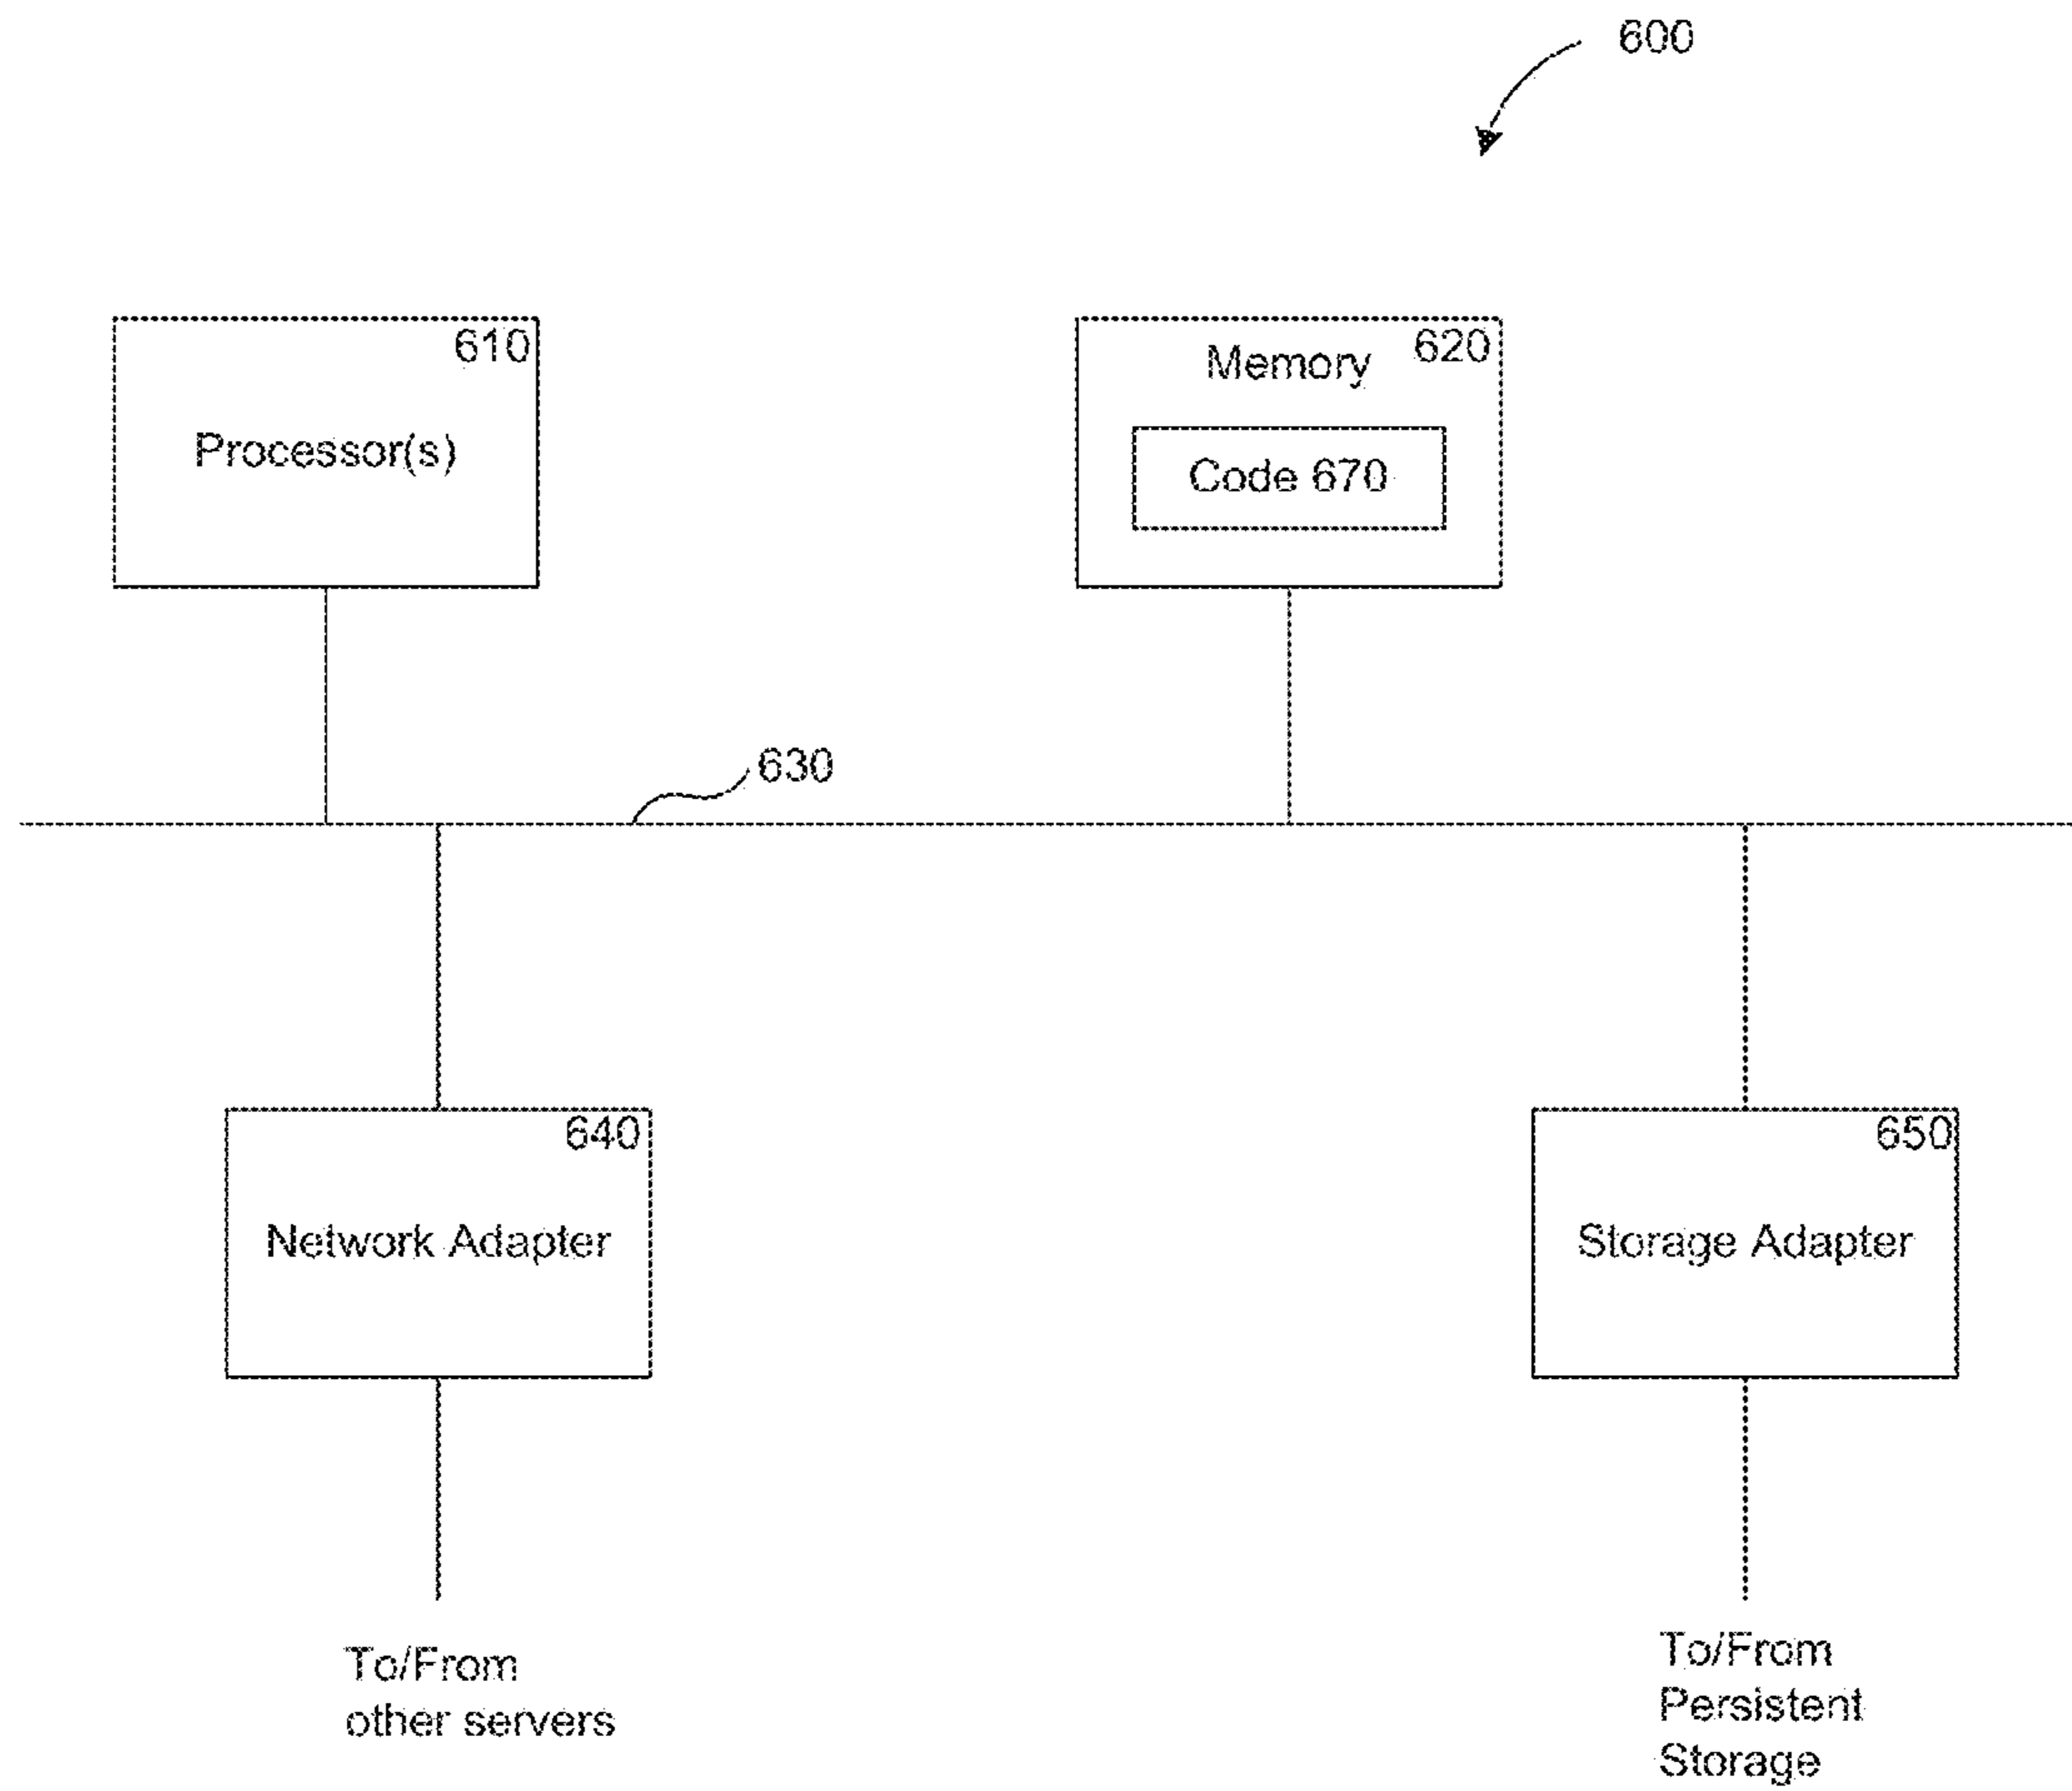 600
610
Processor(s)
620
Memory
Code 670
630
640
Network Adapter
650
Storage Adapter
To/From
other servers
To/From
Persistent
Storage